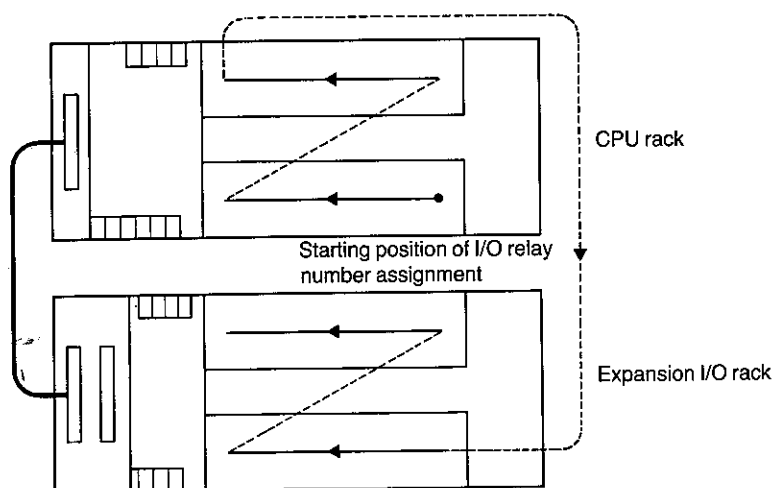 CPU rack
Starting position of I/O relay
number assignment
Expansion I/O rack